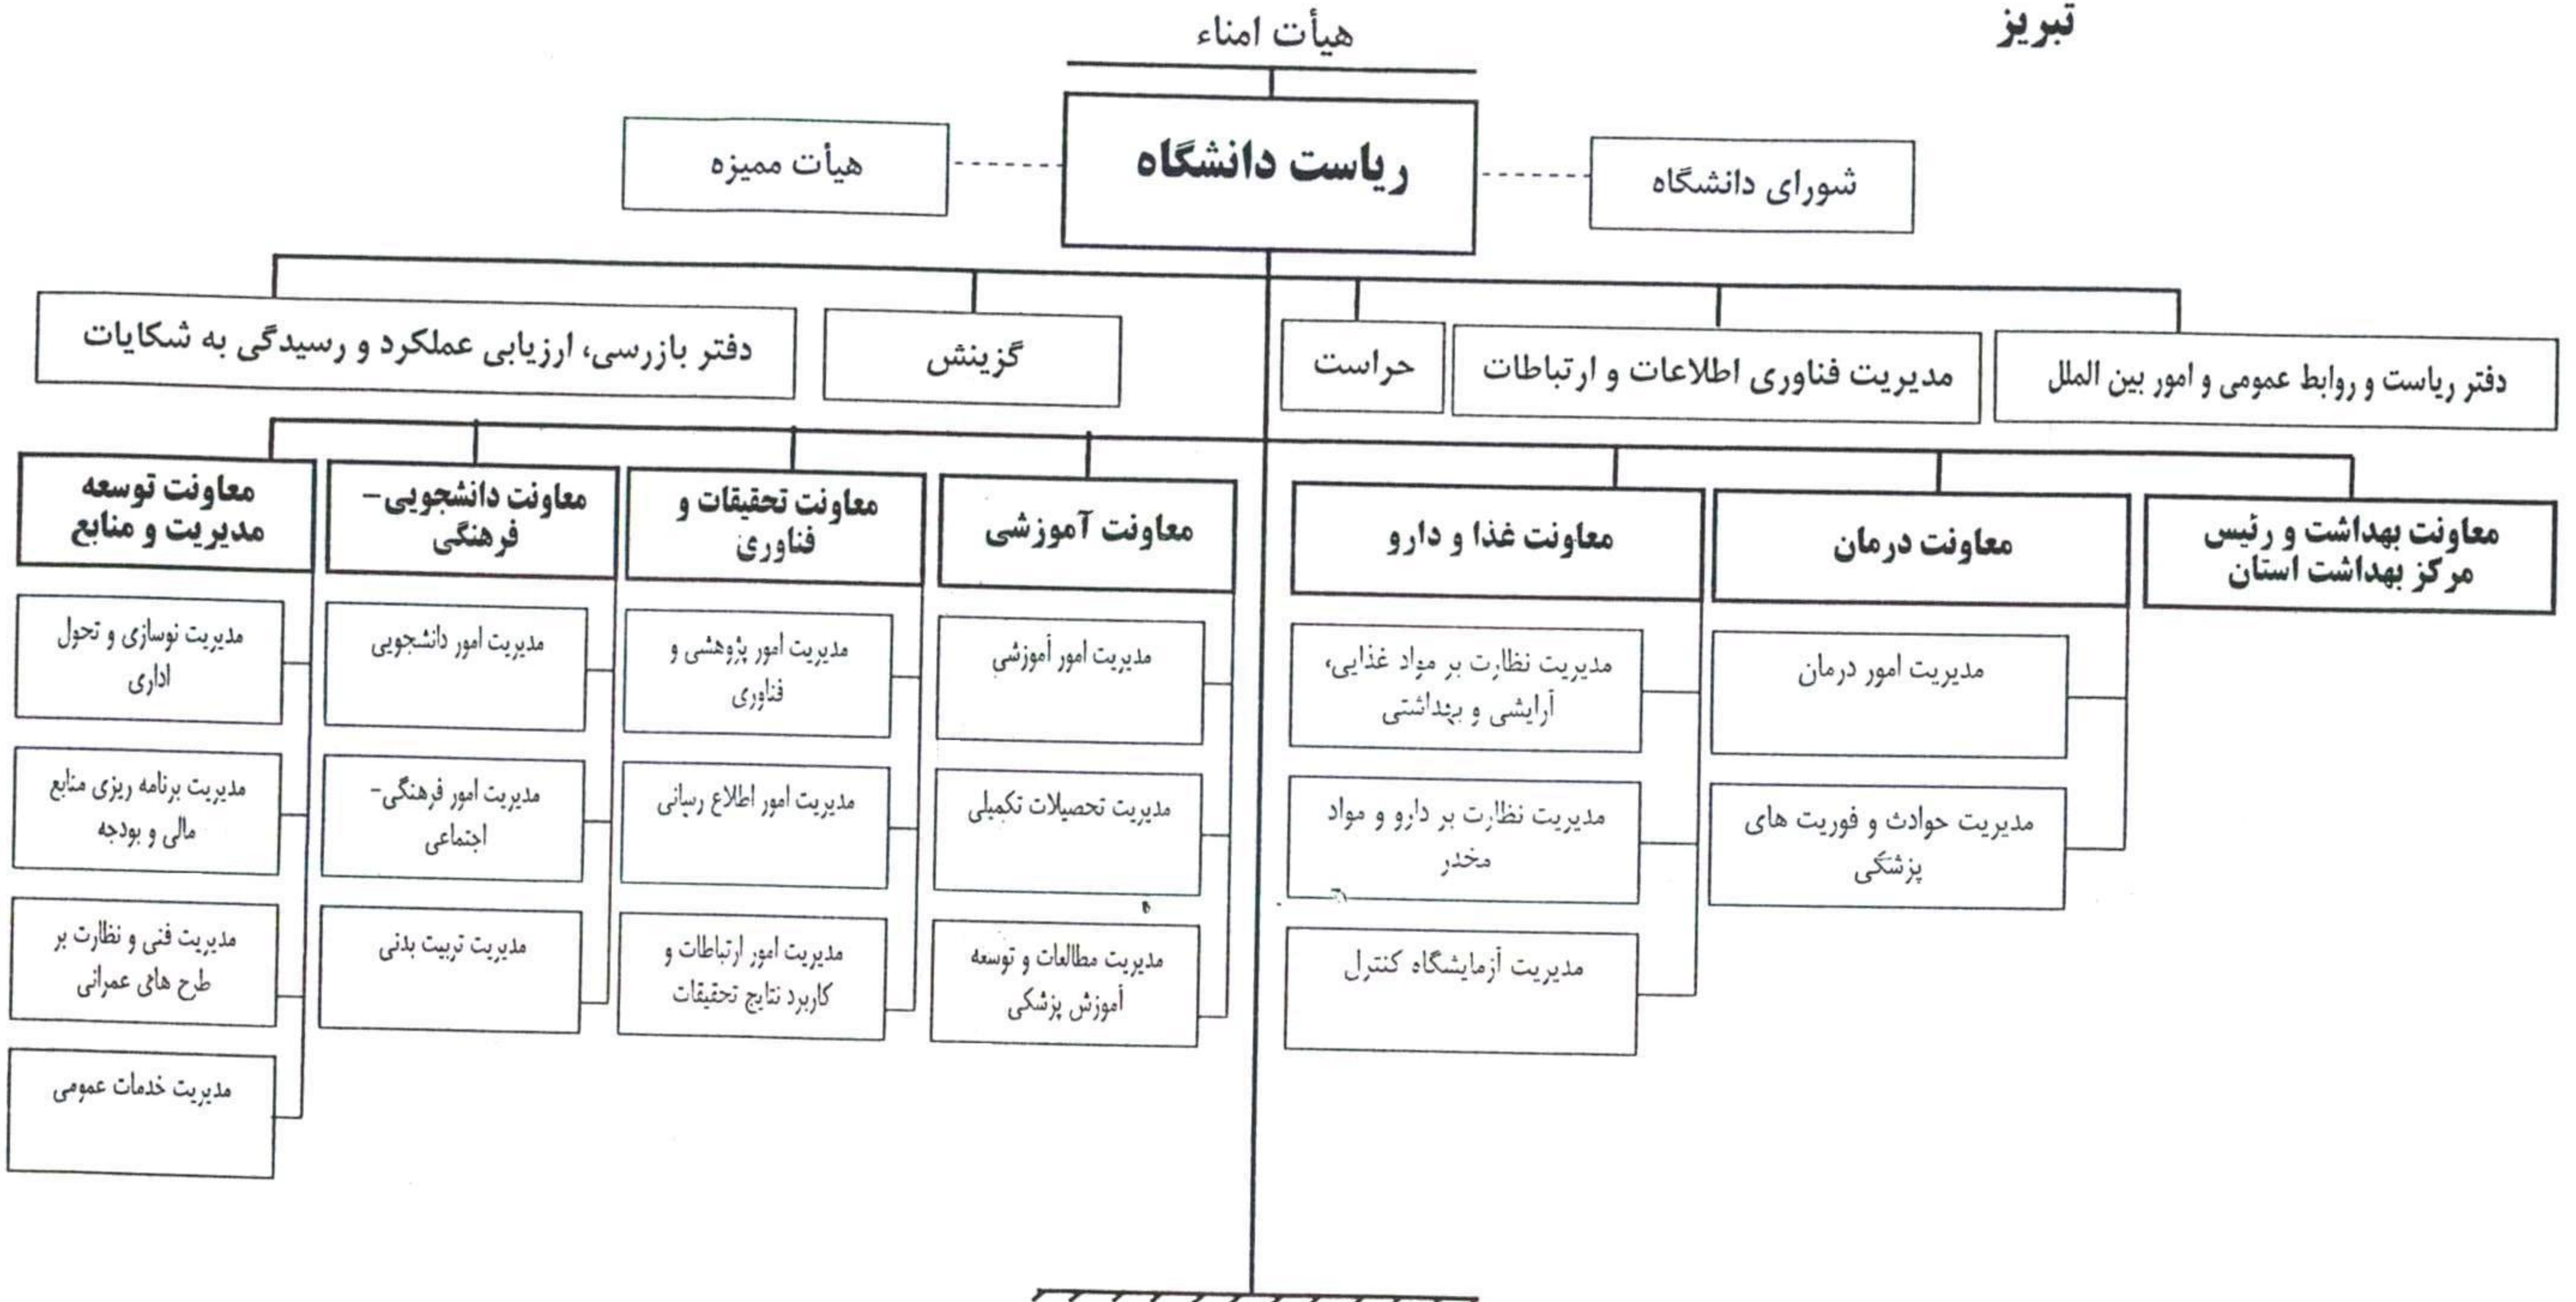 تبریز
هیأت امناء
ریاست دانشگاه
شورای دانشگاه
هیأت ممیزه
دفتر ریاست و روابط عمومی و امور بین الملل
مدیریت فناوری اطلاعات و ارتباطات
حراست
گزینش
دفتر بازرسی، ارزیابی عملکرد و رسیدگی به شکایات
معاونت بهداشت و رئیس
مرکز بهداشت استان
معاونت درمان
مدیریت امور درمان
مدیریت حوادث و فوریت های
پزشکی
معاونت غذا و دارو
مدیریت نظارت بر مواد غذایی،
آرایشی و بهداشتی
مدیریت نظارت بر دارو و مواد
مخدر
مدیریت آزمایشگاه کنترل
معاونت آموزشی
مدیریت امور آموزشی
مدیریت تحصیلات تکمیلی
مدیریت مطالعات و توسعه
آموزش پزشکی
معاونت تحقیقات و
فناوری
مدیریت امور پژوهشی و
فناوری
مدیریت امور اطلاع رسانی
مدیریت امور ارتباطات و
کاربرد نتایج تحقیقات
معاونت دانشجویی-
فرهنگی
مدیریت امور دانشجویی
مدیریت امور فرهنگی-
اجتماعی
مدیریت تربیت بدنی
معاونت توسعه
مدیریت و منابع
مدیریت نوسازی و تحول
اداری
مدیریت برنامه ریزی منابع
مالی و بودجه
مدیریت فنی و نظارت بر
طرح های عمرانی
مدیریت خدمات عمومی